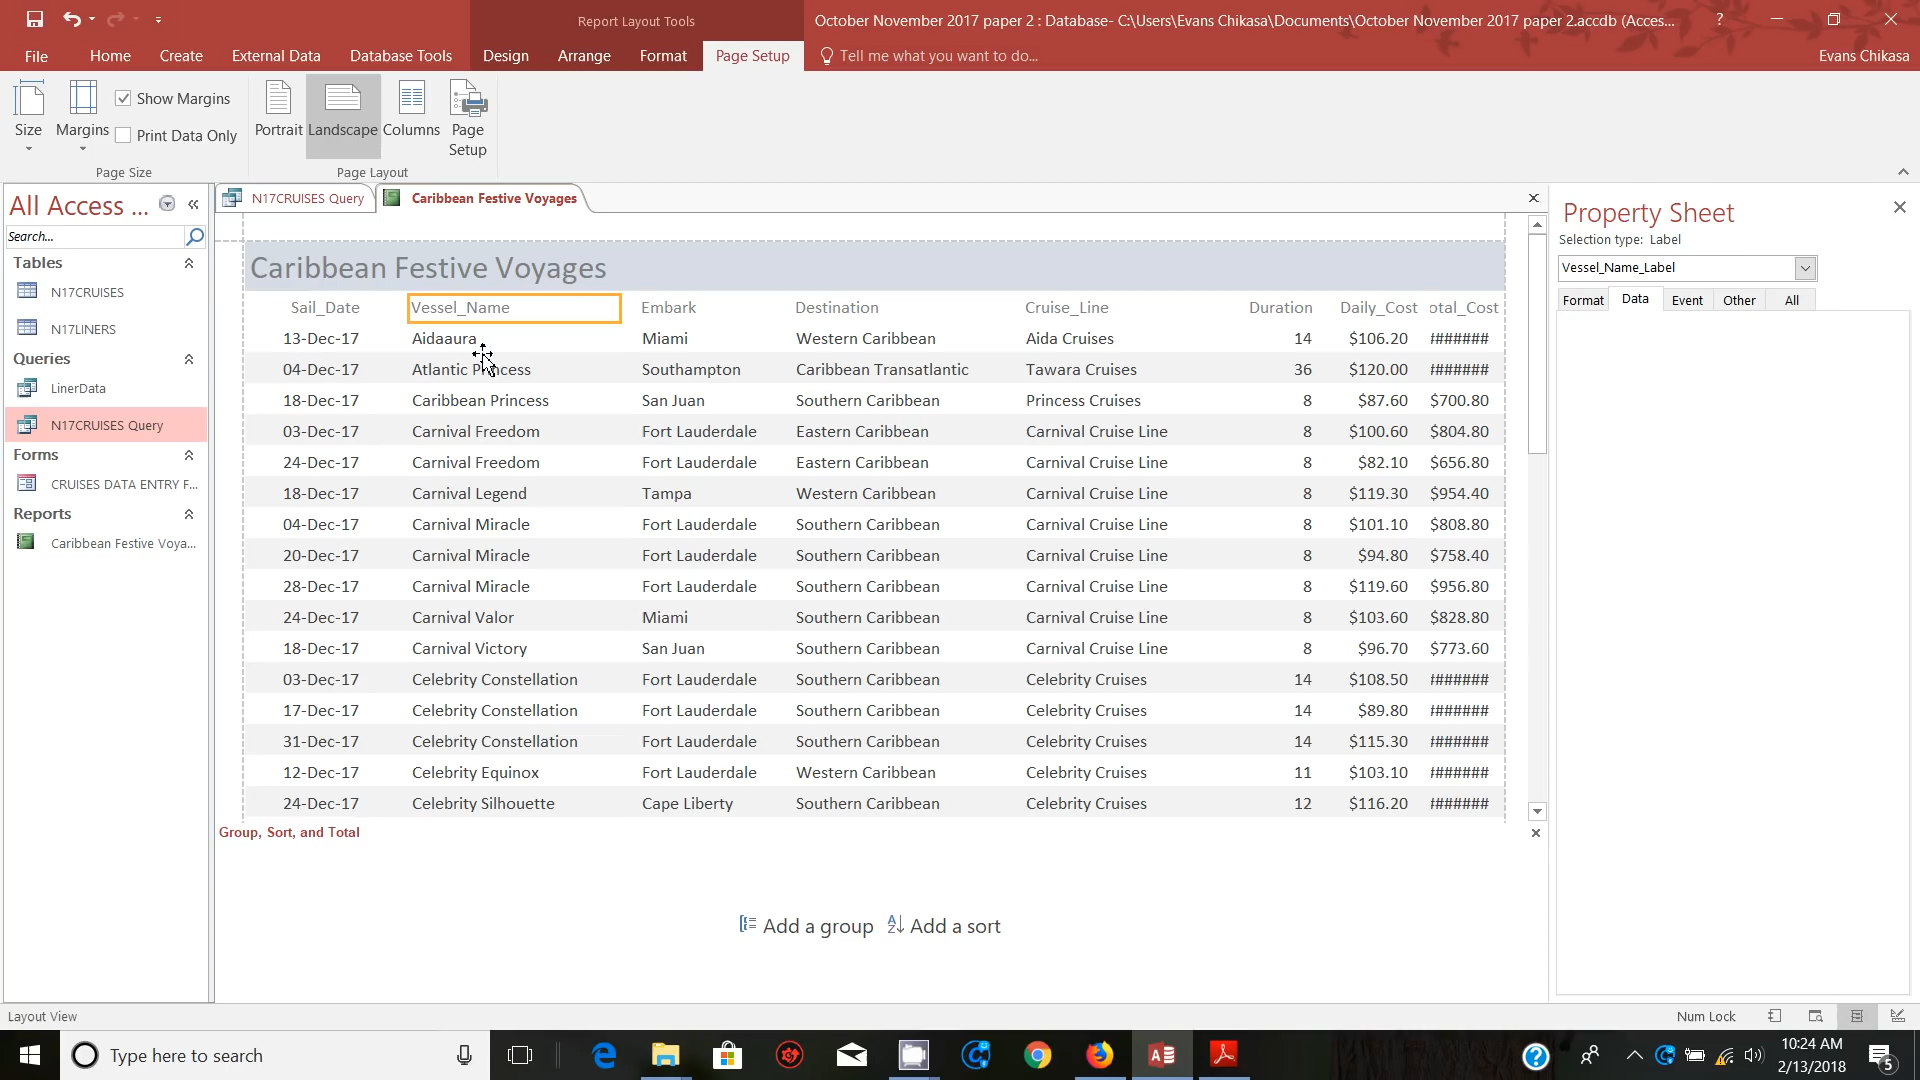 Report Layout Tools
October November 2017 paper 2 : Database- C:\Users\Evans Chikasa\Documents\October November 2017 paper 2.accdb (Acces...
?
File Home Create External Data Database Tools Design Arrange Format Page Setup Tell me what you want to do... Evans Chikasa
Size Margins Show Margins Print Data Only Portrait Landscape Columns Page Setup
Page Size Page Layout
All Access ... «
Search...
Tables
N17CRUISES
N17LINERS
Queries
LinerData
N17CRUISES Query
Forms
CRUISES DATA ENTRY F...
Reports
Caribbean Festive Voya...
N17CRUISES Query Caribbean Festive Voyages
Caribbean Festive Voyages
Sail_Date Vessel_Name Embark Destination Cruise_Line Duration Daily_Cost otal_Cost
13-Dec-17 Aidaaura Miami Western Caribbean Aida Cruises 14 $106.20 #######
04-Dec-17 Atlantic Princess Southampton Caribbean Transatlantic Tawara Cruises 36 $120.00 #######
18-Dec-17 Caribbean Princess San Juan Southern Caribbean Princess Cruises 8 $87.60 $700.80
03-Dec-17 Carnival Freedom Fort Lauderdale Eastern Caribbean Carnival Cruise Line 8 $100.60 $804.80
24-Dec-17 Carnival Freedom Fort Lauderdale Eastern Caribbean Carnival Cruise Line 8 $82.10 $656.80
18-Dec-17 Carnival Legend Tampa Western Caribbean Carnival Cruise Line 8 $119.30 $954.40
04-Dec-17 Carnival Miracle Fort Lauderdale Southern Caribbean Carnival Cruise Line 8 $101.10 $808.80
20-Dec-17 Carnival Miracle Fort Lauderdale Southern Caribbean Carnival Cruise Line 8 $94.80 $758.40
28-Dec-17 Carnival Miracle Fort Lauderdale Southern Caribbean Carnival Cruise Line 8 $119.60 $956.80
24-Dec-17 Carnival Valor Miami Southern Caribbean Carnival Cruise Line 8 $103.60 $828.80
18-Dec-17 Carnival Victory San Juan Southern Caribbean Carnival Cruise Line 8 $96.70 $773.60
03-Dec-17 Celebrity Constellation Fort Lauderdale Southern Caribbean Celebrity Cruises 14 $108.50 #######
17-Dec-17 Celebrity Constellation Fort Lauderdale Southern Caribbean Celebrity Cruises 14 $89.80 #######
31-Dec-17 Celebrity Constellation Fort Lauderdale Southern Caribbean Celebrity Cruises 14 $115.30 #######
12-Dec-17 Celebrity Equinox Fort Lauderdale Western Caribbean Celebrity Cruises 11 $103.10 #######
24-Dec-17 Celebrity Silhouette Cape Liberty Southern Caribbean Celebrity Cruises 12 $116.20 #######
Group, Sort, and Total
Add a group Add a sort
Property Sheet
Selection type: Label
Vessel_Name_Label
Format Data Event Other All
Layout View Num Lock
Type here to search
10:24 AM
2/13/2018
5